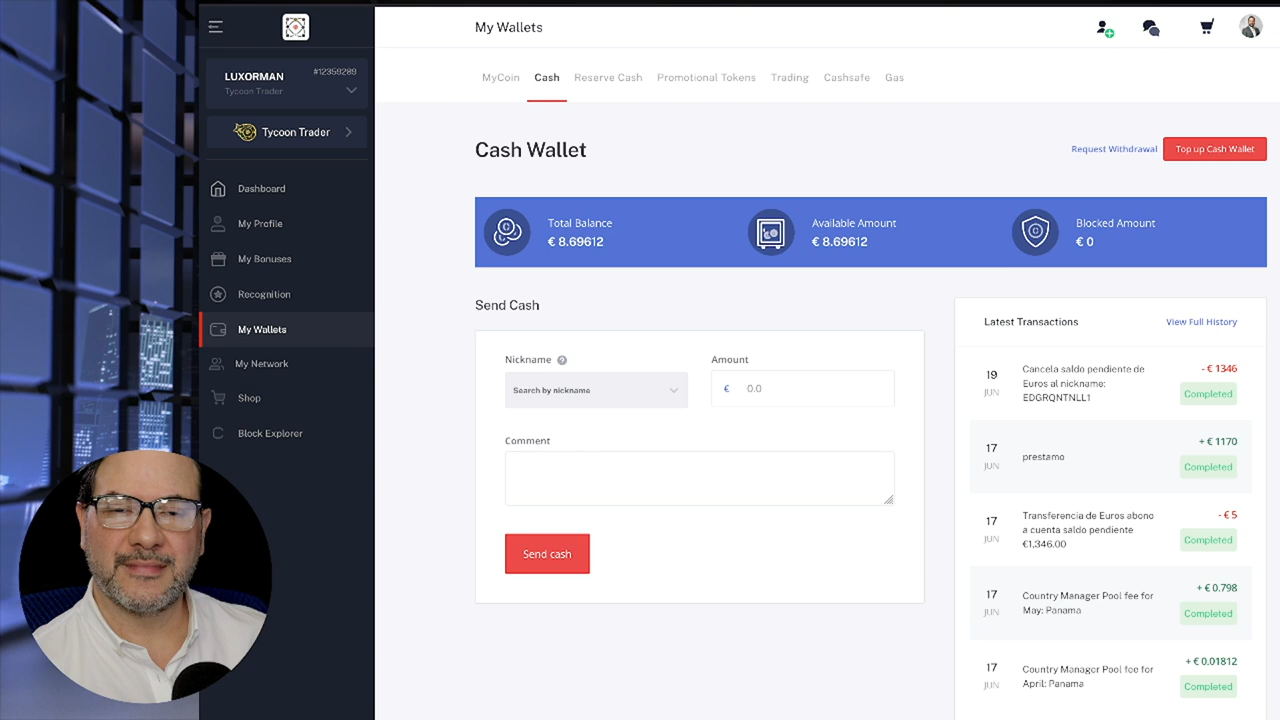 My Wallets
LUXORMAN
#12359289
Tycoon Trader
Tycoon Trader
Dashboard
My Profile
My Bonuses
Recognition
My Wallets
My Network
Shop
Block Explorer
MyCoin Cash Reserve Cash Promotional Tokens Trading Cashsafe Gas
Cash Wallet
Request Withdrawal
Top up Cash Wallet
Total Balance
€ 8.69612
Available Amount
€ 8.69612
Blocked Amount
€ 0
Send Cash
Nickname
Search by nickname
Amount
€ 0.0
Comment
Send cash
Latest Transactions
View Full History
19
JUN
Cancela saldo pendiente de
Euros al nickname:
EDGRQNTNLL1
- € 1346
Completed
17
JUN
prestamo
+ € 1170
Completed
17
JUN
Transferencia de Euros abono
a cuenta saldo pendiente
€1,346.00
- € 5
Completed
17
JUN
Country Manager Pool fee for
May: Panama
+ € 0.798
Completed
17
JUN
Country Manager Pool fee for
April: Panama
+ € 0.01812
Completed